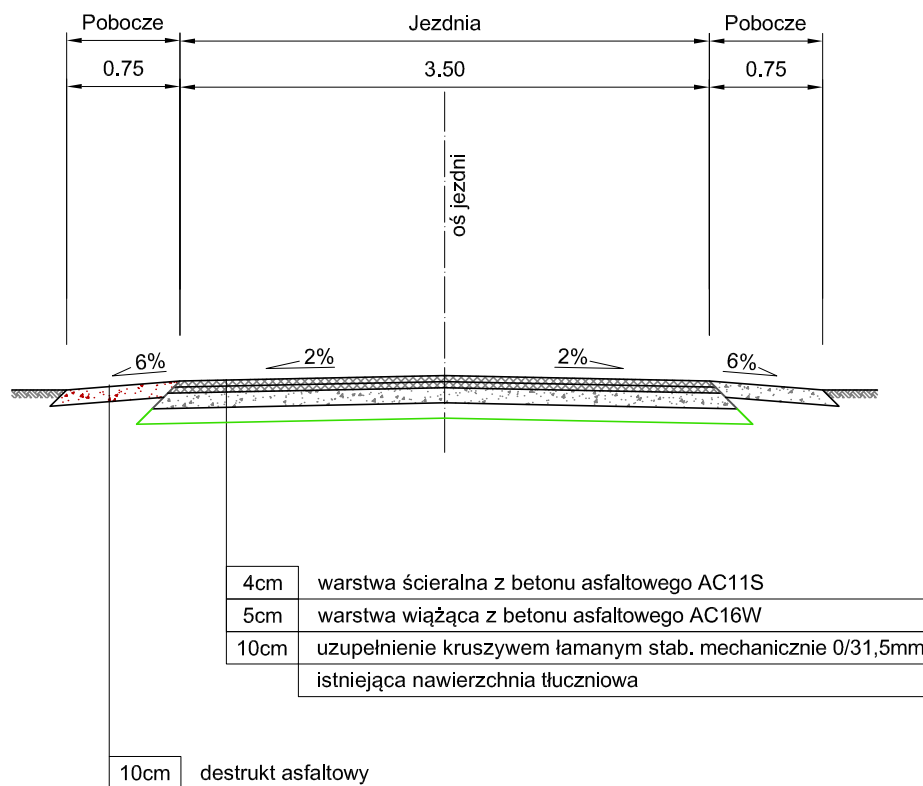 Pobocze Jezdnia Pobocze
0.75 3.50 0.75
oś jezdni
6% 2% 2% 6%
4cm warstwa ścieralna z betonu asfaltowego AC11S
5cm warstwa wiążąca z betonu asfaltowego AC16W
10cm uzupełnienie kruszywem łamanym stab. mechanicznie 0/31,5mm
istniejąca nawierzchnia tłuczniowa
10cm destrukt asfaltowy